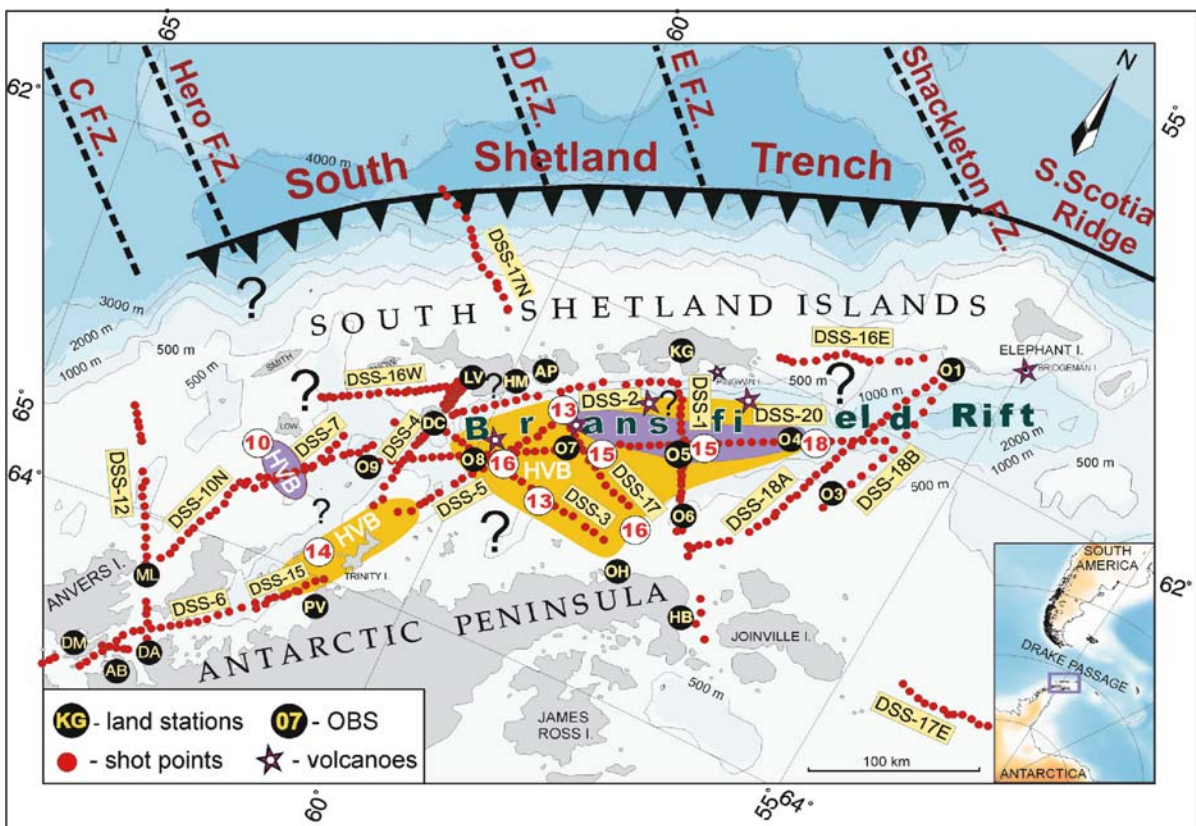 65°
60°
62°
55°
C F.Z.
Hero F.Z.
D F.Z.
E F.Z.
Shackleton F.Z.
N
4000 m
South Shetland Trench
S.Scotia
Ridge
3000 m
2000 m
1000 m
500 m
500 m
?
DSS-17N
SOUTH SHETLAND ISLANDS
SMITH
SNOW
?
DSS-16W
LV
?
HM
AP
KG
PINGWIN I.
DSS-16E
500 m
?
1000 m
O1
ELEPHANT I.
BRIDGEMAN I.
65°
64°
LOW
10
HVB
DSS-7
DSS-4
DC
DSS-2
13
?
DSS-1
DSS-20
Bransfield Rift
2000 m
1000 m
500 m
DSS-12
DSS-10N
O9
O8
16
O7
15
O5
15
O4
18
HVB
13
DSS-3
DSS-17
16
DSS-5
?
?
O6
DSS-18A
O3
DSS-18B
500 m
14
HVB
TRINITY I.
OH
ANVERS I.
ML
DSS-6
DSS-15
PV
ANTARCTIC PENINSULA
HB
JOINVILLE I.
62°
DM
AB
DA
500 m
JAMES
ROSS I.
DSS-17E
KG - land stations
07 - OBS
- shot points
- volcanoes
100 km
SOUTH
AMERICA
DRAKE PASSAGE
ANTARCTICA
60°
55°
64°